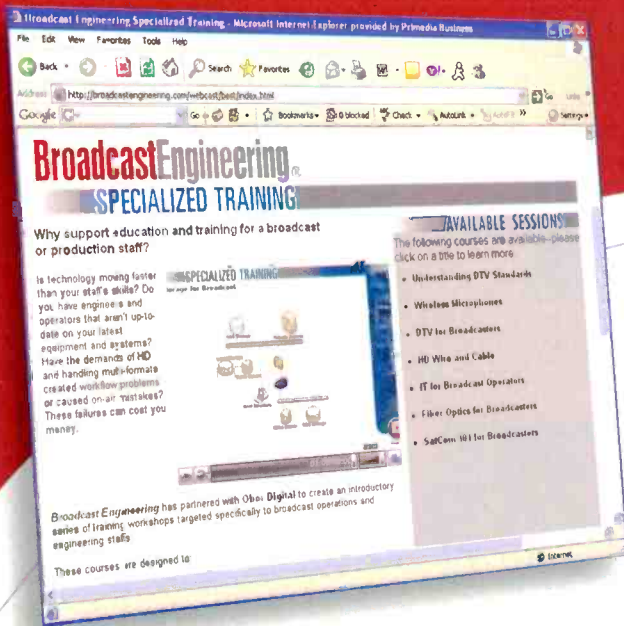 Broadcast Engineering Specialized Training - Microsoft Internet Explorer provided by Primedia Business
File Edit View Favorites Tools Help
Back Search Favorites
Address http://broadcastengineering.com/webcast/best/index.html
Google Go Bookmarks 0 blocked Check AutoLink Settings
BroadcastEngineering®
SPECIALIZED TRAINING
Why support education and training for a broadcast
or production staff?
Is technology moving faster
than your staff's skills? Do
you have engineers and
operators that aren't up-to-
date on your latest
equipment and systems?
Have the demands of HD
and handling multi-formats
created workflow problems
or caused on-air mistakes?
These failures can cost you
money.
SPECIALIZED TRAINING
AVAILABLE SESSIONS
The following courses are available--please
click on a title to learn more
• Understanding DTV Standards
• Wireless Microphones
• DTV for Broadcasters
• HD Wire and Cable
• IT for Broadcast Operators
• Fiber Optics for Broadcasters
• SatCom 101 for Broadcasters
Broadcast Engineering has partnered with Obor Digital to create an introductory
series of training workshops targeted specifically to broadcast operations and
engineering staffs
These courses are designed to
Internet